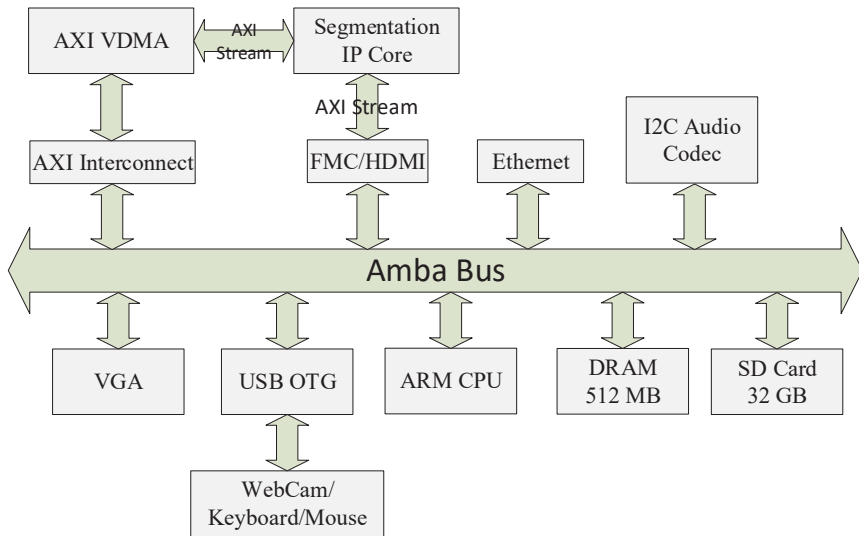 AXI VDMA
AXI
Stream
Segmentation
IP Core
AXI Stream
I2C Audio
Codec
AXI Interconnect
FMC/HDMI
Ethernet
Amba Bus
VGA
USB OTG
ARM CPU
DRAM
512 MB
SD Card
32 GB
WebCam/
Keyboard/Mouse